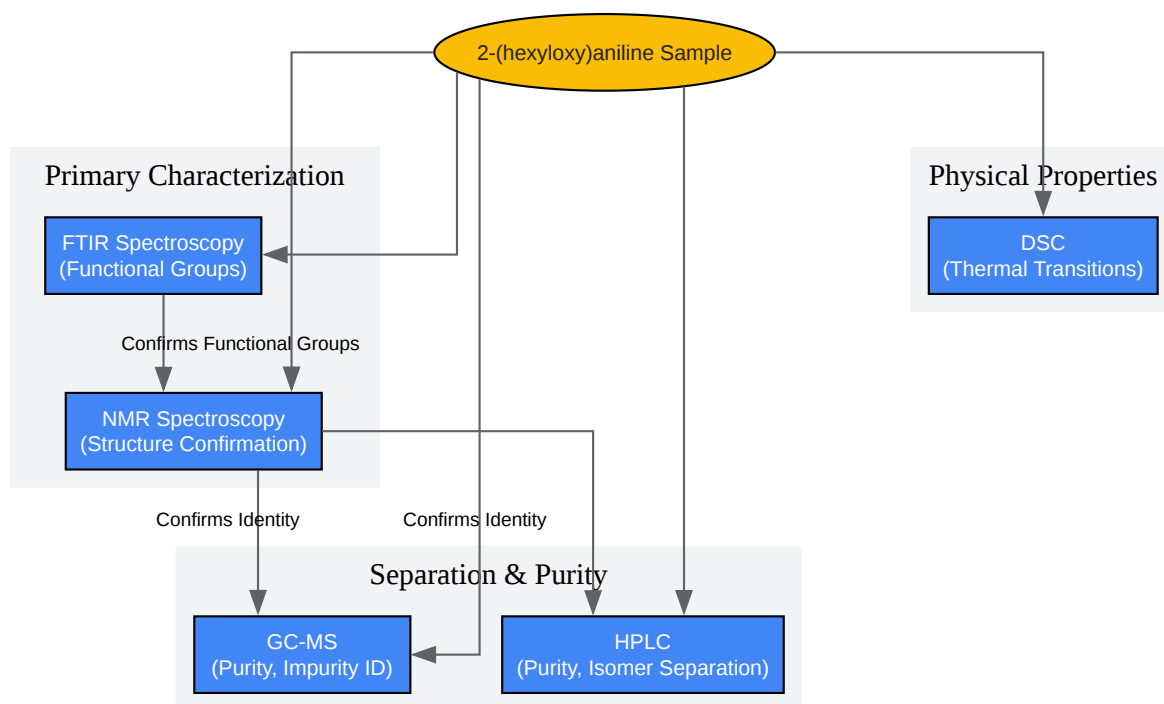 2-(hexyloxy)aniline Sample
Primary Characterization
Physical Properties
FTIR Spectroscopy
(Functional Groups)
DSC
(Thermal Transitions)
Confirms Functional Groups
NMR Spectroscopy
(Structure Confirmation)
Confirms Identity
Confirms Identity
Separation & Purity
GC-MS
(Purity, Impurity ID)
HPLC
(Purity, Isomer Separation)